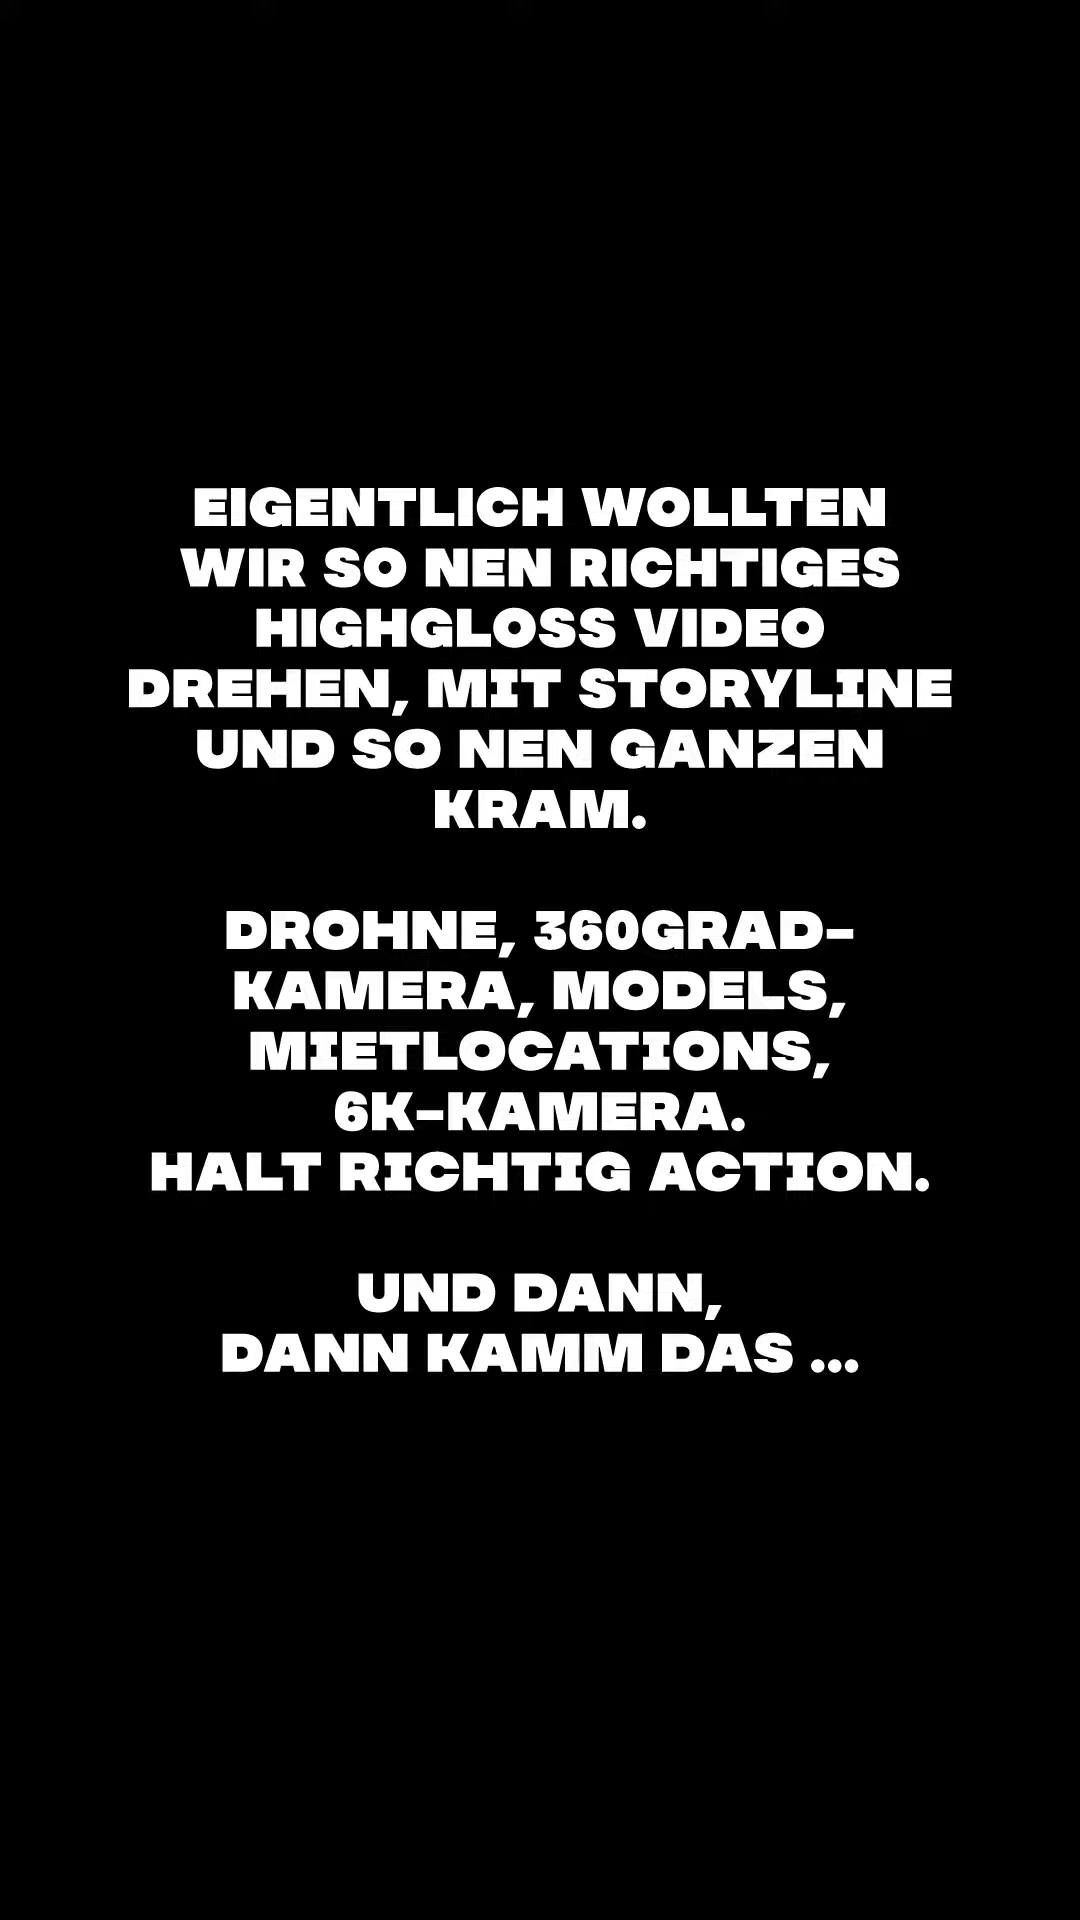 EIGENTLICH WOLLTEN
WIR SO NEN RICHTIGES
HIGHGLOSS VIDEO
DREHEN, MIT STORYLINE
UND SO NEN GANZEN
KRAM.
DROHNE, 360GRAD-
KAMERA, MODELS,
MIETLOCATIONS,
6K-KAMERA.
HALT RICHTIG ACTION.
UND DANN,
DANN KAMM DAS ...